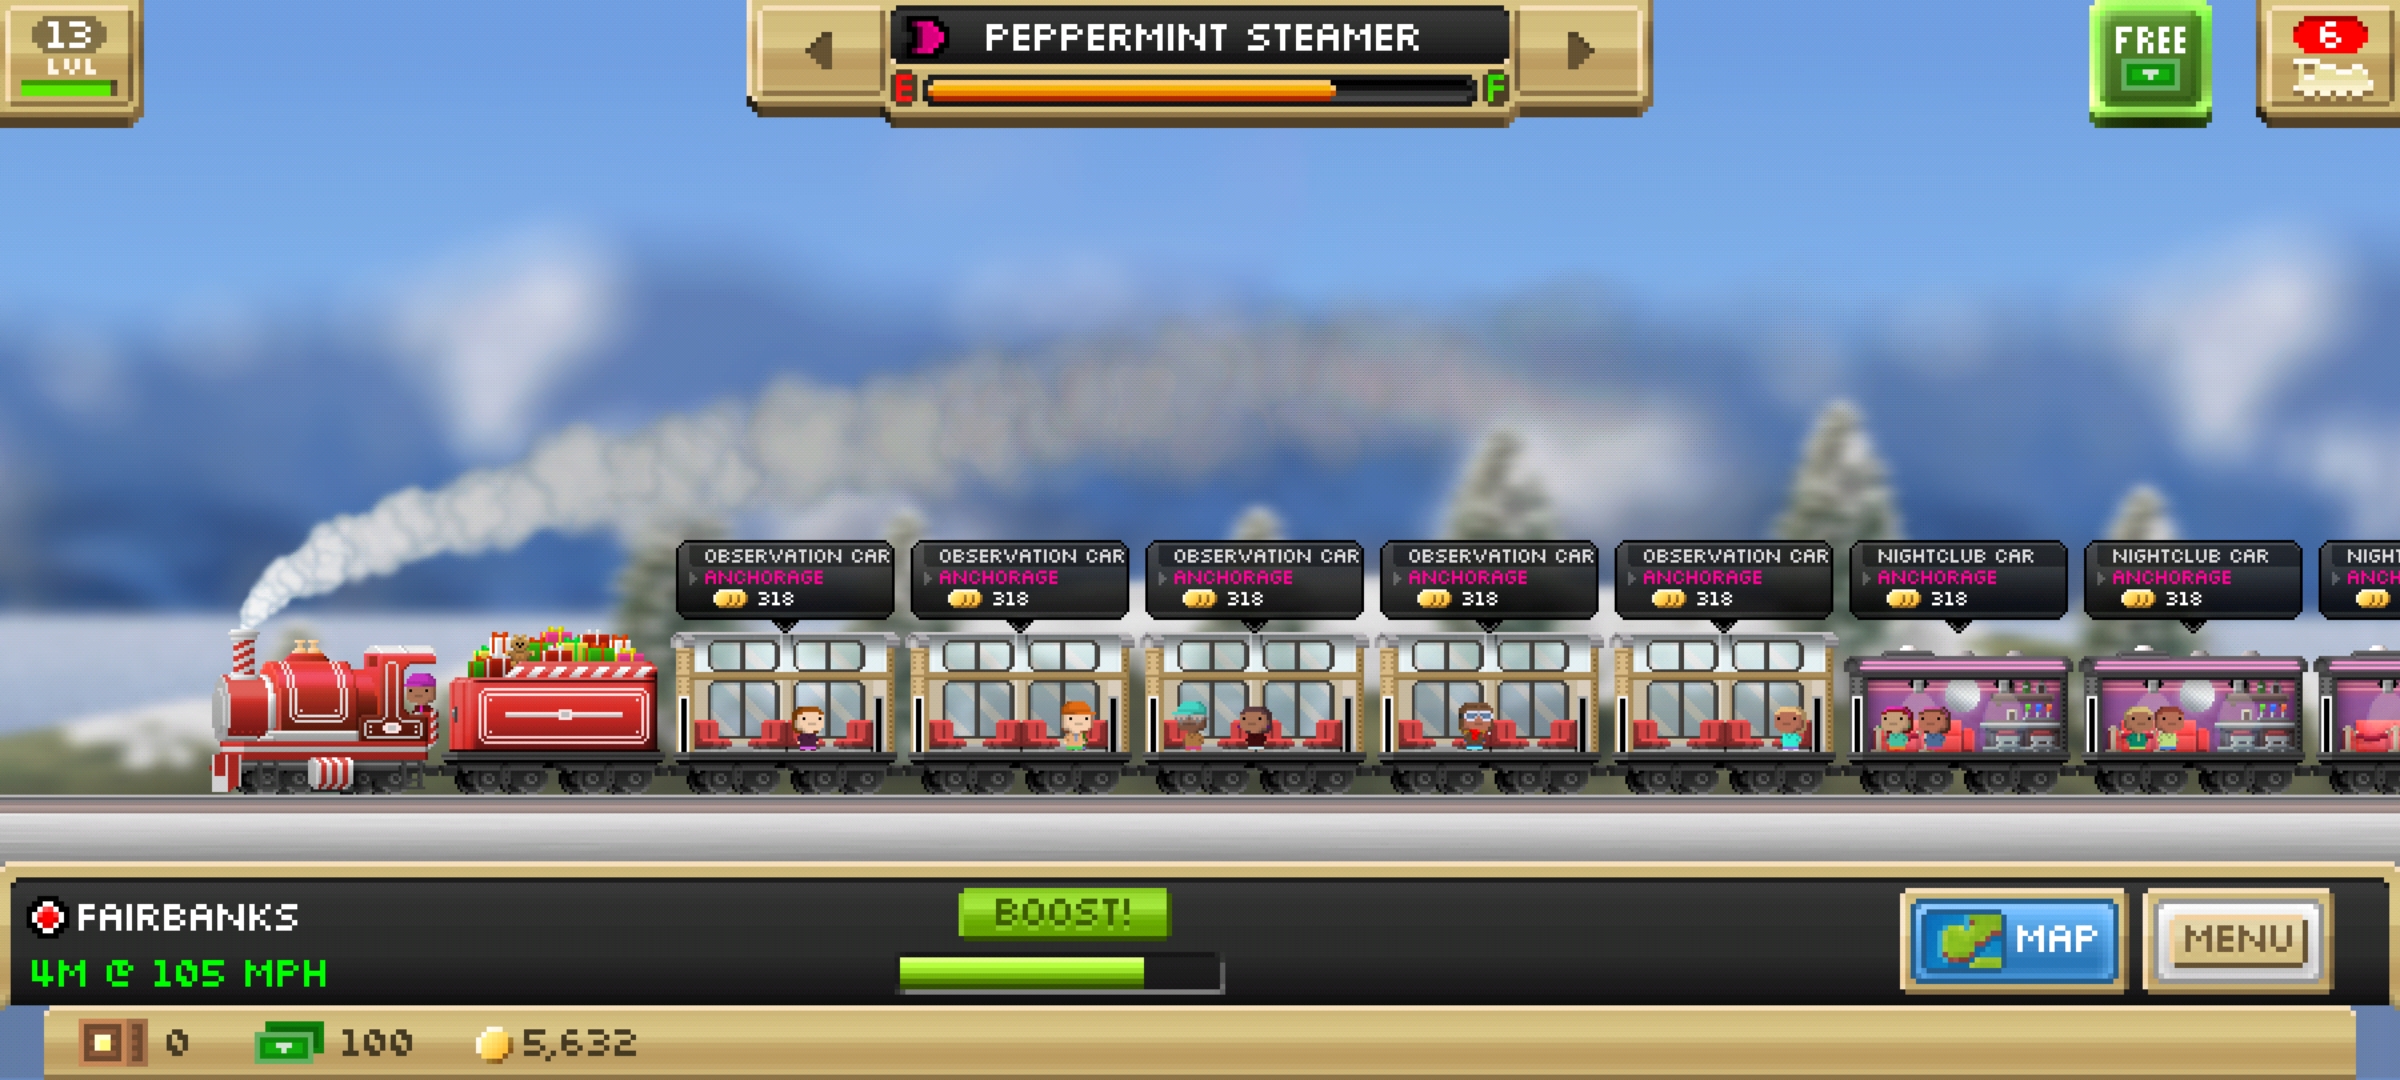 13
LVL
PEPPERMINT STEAMER
E F
FREE
6
OBSERVATION CAR
ANCHORAGE
318
OBSERVATION CAR
ANCHORAGE
318
OBSERVATION CAR
ANCHORAGE
318
OBSERVATION CAR
ANCHORAGE
318
OBSERVATION CAR
ANCHORAGE
318
NIGHTCLUB CAR
ANCHORAGE
318
NIGHTCLUB CAR
ANCHORAGE
318
FAIRBANKS
4M @ 105 MPH
BOOST!
MAP
MENU
0
100
5,632